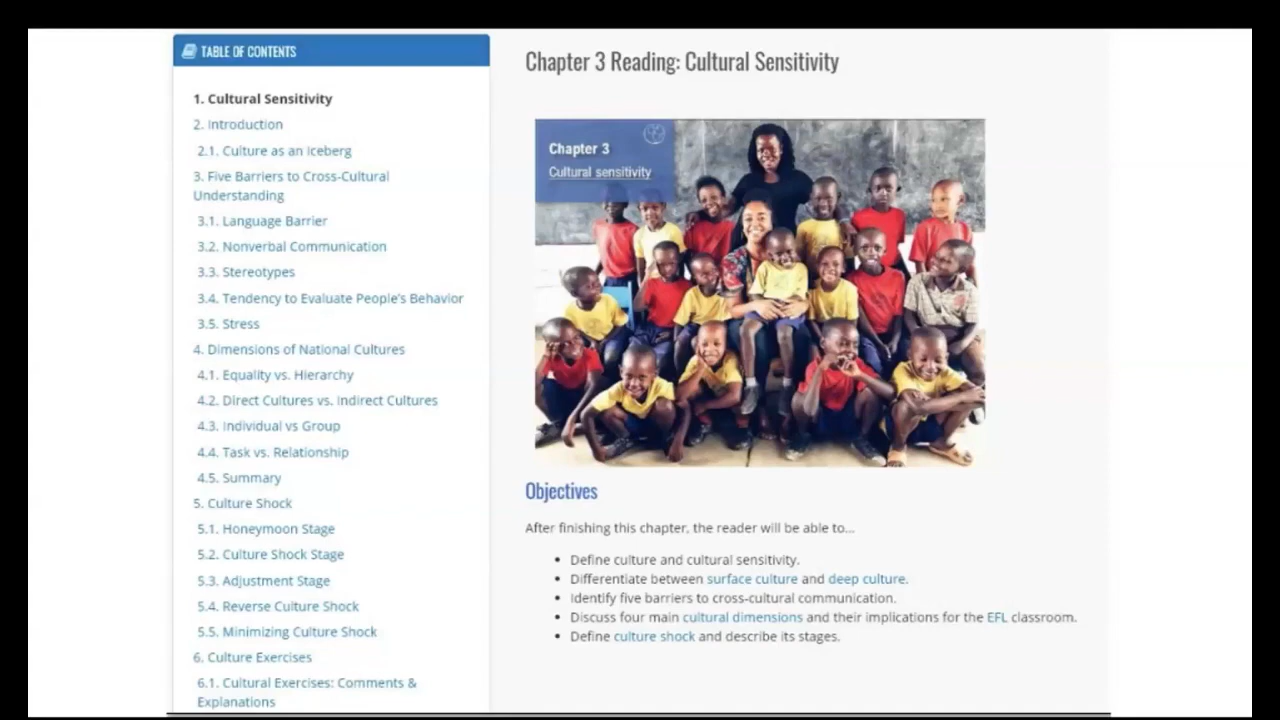 TABLE OF CONTENTS
1. Cultural Sensitivity
2. Introduction
2.1. Culture as an Iceberg
3. Five Barriers to Cross-Cultural
Understanding
3.1. Language Barrier
3.2. Nonverbal Communication
3.3. Stereotypes
3.4. Tendency to Evaluate People's Behavior
3.5. Stress
4. Dimensions of National Cultures
4.1. Equality vs. Hierarchy
4.2. Direct Cultures vs. Indirect Cultures
4.3. Individual vs Group
4.4. Task vs. Relationship
4.5. Summary
5. Culture Shock
5.1. Honeymoon Stage
5.2. Culture Shock Stage
5.3. Adjustment Stage
5.4. Reverse Culture Shock
5.5. Minimizing Culture Shock
6. Culture Exercises
6.1. Cultural Exercises: Comments &
Explanations
Chapter 3 Reading: Cultural Sensitivity
Chapter 3
Cultural sensitivity
Objectives
After finishing this chapter, the reader will be able to...
• Define culture and cultural sensitivity.
• Differentiate between surface culture and deep culture.
• Identify five barriers to cross-cultural communication.
• Discuss four main cultural dimensions and their implications for the EFL classroom.
• Define culture shock and describe its stages.